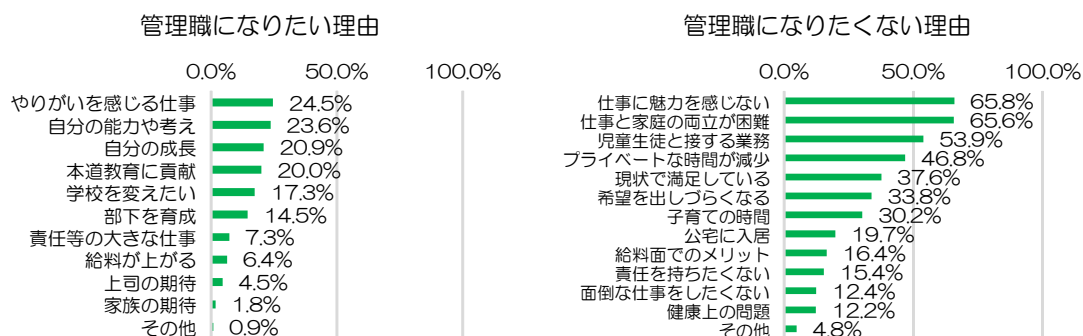 管理職になりたい理由
0.0% 50.0% 100.0%
やりがいを感じる仕事 24.5%
自分の能力や考え 23.6%
自分の成長 20.9%
本道教育に貢献 20.0%
学校を変えたい 17.3%
部下を育成 14.5%
責任等の大きな仕事 7.3%
給料が上がる 6.4%
上司の期待 4.5%
家族の期待 1.8%
その他 0.9%
管理職になりたくない理由
0.0% 50.0% 100.0%
仕事に魅力を感じない 65.8%
仕事と家庭の両立が困難 65.6%
児童生徒と接する業務 53.9%
プライベートな時間が減少 46.8%
現状で満足している 37.6%
希望を出しづらくなる 33.8%
子育ての時間 30.2%
公宅に入居 19.7%
給料面でのメリット 16.4%
責任を持ちたくない 15.4%
面倒な仕事をしたくない 12.4%
健康上の問題 12.2%
その他 4.8%